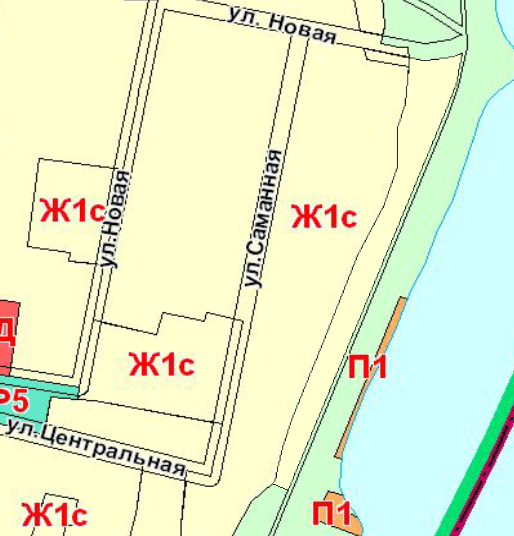 ул. Новая
Ж1с
ул.Новая
ул.Саманная
Ж1с
Д
Ж1с
П1
Р5
ул.Центральная
Ж1с
П1